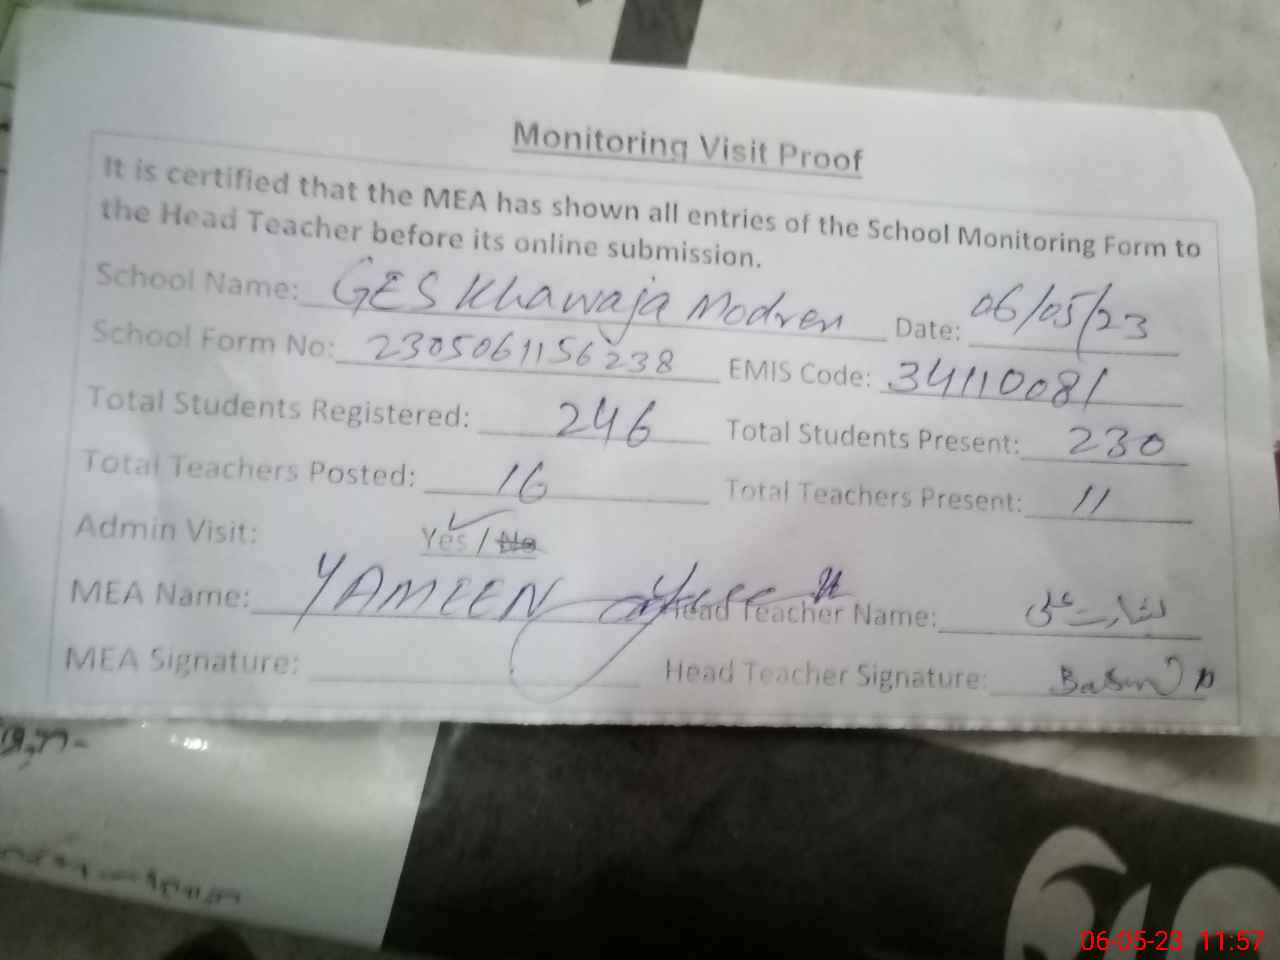 Monitoring Visit Proof
It is certified that the MEA has shown all entries of the School Monitoring Form to
the Head Teacher before its online submission.
School Name: GES Khawaja Modren Date: 06/05/23
School Form No: 2305061156238 EMIS Code: 34110081
Total Students Registered: 246 Total Students Present: 230
Total Teachers Posted: 16 Total Teachers Present: 11
Admin Visit: Yes / No
MEA Name: YAMEEN Head Teacher Name:
MEA Signature: Head Teacher Signature:
06-05-23 11:57